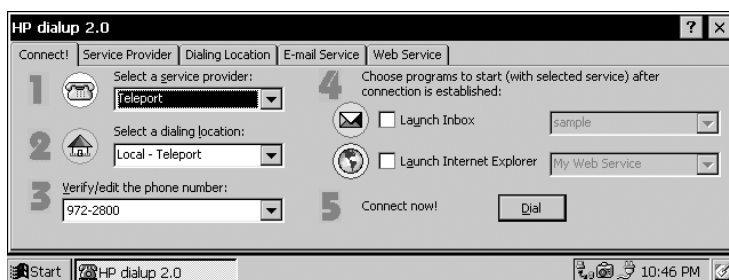 HP dialup 2.0
? ×
Connect! Service Provider Dialing Location E-mail Service Web Service
1 Select a service provider:
Teleport
2 Select a dialing location:
Local - Teleport
3 Verify/edit the phone number:
972-2800
4 Choose programs to start (with selected service) after
connection is established:
Launch Inbox sample
Launch Internet Explorer My Web Service
5 Connect now! Dial
Start HP dialup 2.0 10:46 PM